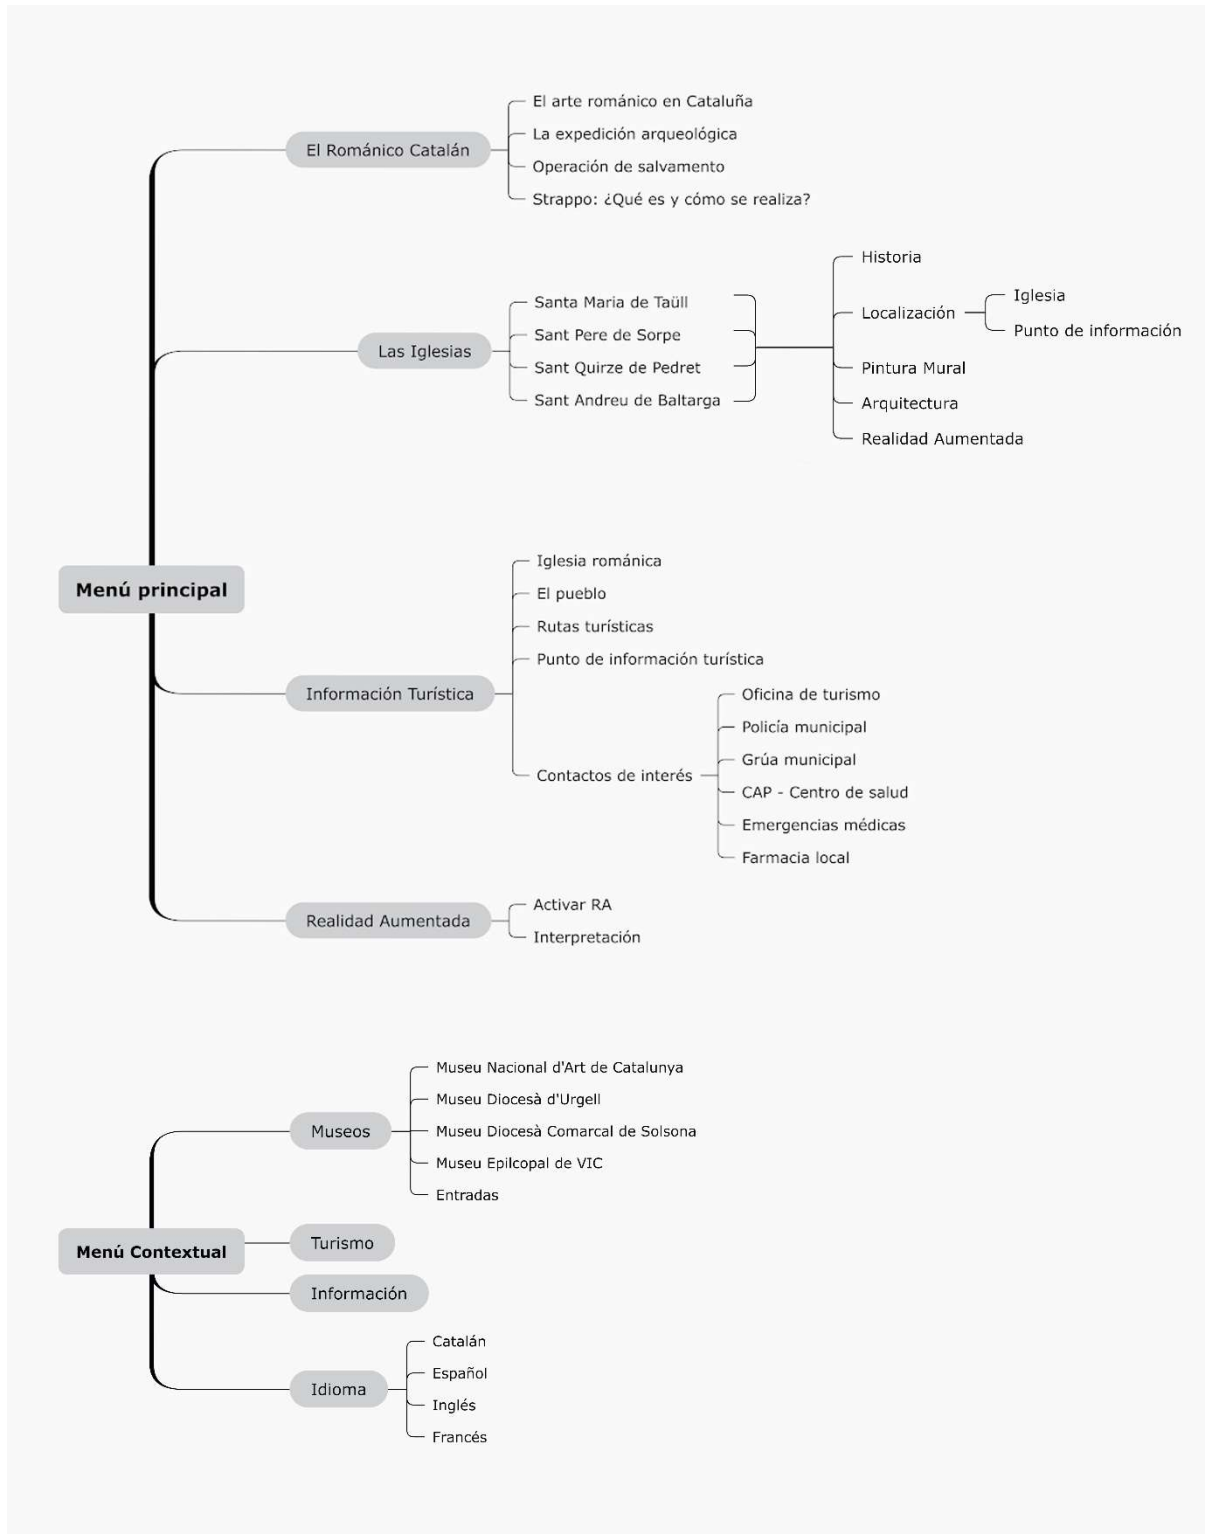 El arte románico en Cataluña
La expedición arqueológica
El Románico Catalán
Operación de salvamento
Strappo: ¿Qué es y cómo se realiza?
Historia
Santa Maria de Taüll
Localización
Iglesia
Punto de información
Las Iglesias
Sant Pere de Sorpe
Sant Quirze de Pedret
Pintura Mural
Sant Andreu de Baltarga
Arquitectura
Realidad Aumentada
Menú principal
Iglesia románica
El pueblo
Rutas turísticas
Punto de información turística
Información Turística
Contactos de interés
Oficina de turismo
Policía municipal
Grúa municipal
CAP - Centro de salud
Emergencias médicas
Farmacia local
Realidad Aumentada
Activar RA
Interpretación
Museu Nacional d'Art de Catalunya
Museu Diocesà d'Urgell
Museos
Museu Diocesà Comarcal de Solsona
Museu Epilcopal de VIC
Entradas
Menú Contextual
Turismo
Información
Idioma
Catalán
Español
Inglés
Francés